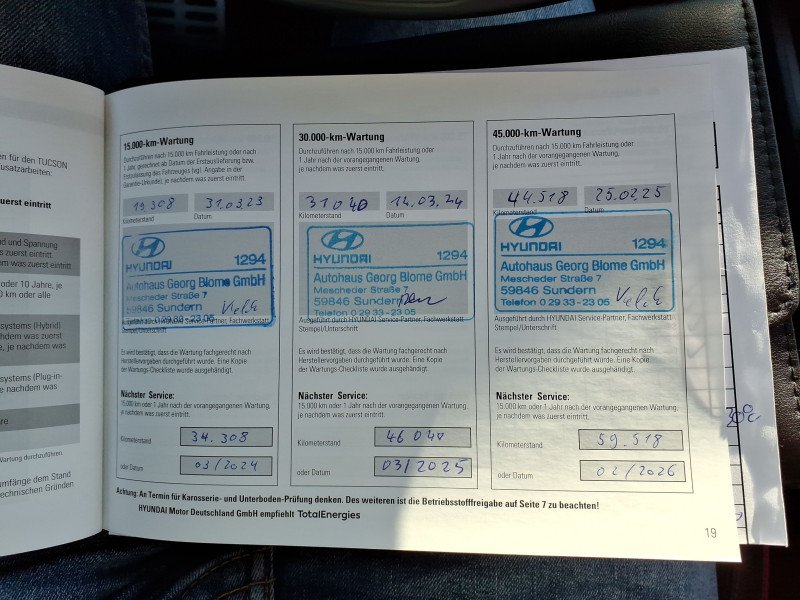 en für den TUCSON
usatzarbeiten:
uerst eintritt
nd und Spannung
s zuerst eintritt
m was zuerst eintritt
oder 10 Jahre, je
0 km oder alle
systems (Hybrid)
chdem was zuerst
e, je nachdem was
systems (Plug-in-
e nachdem was
are
Wartung durchzuführen
umfänge dem Stand
technischen Gründen
15.000-km-Wartung
Durchzuführen nach 15.000 km Fahrleistung oder nach
1 Jahr, gerechnet ab Datum der Erstauslieferung bzw.
Erstzulassung des Fahrzeuges (vgl. Angabe in der
Garantie-Urkunde), je nachdem was zuerst eintritt.
19.308 31.03.23
Kilometerstand Datum
HYUNDAI 1294
Autohaus Georg Blome GmbH
Mescheder Straße 7
59846 Sundern
Telefon 0 29 33 - 23 05
Ausgeführt durch HYUNDAI Service-Partner, Fachwerkstatt
Stempel/Unterschrift
Es wird bestätigt, dass die Wartung fachgerecht nach
Herstellervorgaben durchgeführt wurde. Eine Kopie
der Wartungs-Checkliste wurde ausgehändigt.
Nächster Service:
15.000 km oder 1 Jahr nach der vorangegangenen Wartung,
je nachdem was zuerst eintritt.
Kilometerstand 34.308
oder Datum 03/2024
30.000-km-Wartung
Durchzuführen nach 15.000 km Fahrleistung oder
1 Jahr nach der vorangegangenen Wartung,
je nachdem was zuerst eintritt.
31040 14.03.24
Kilometerstand Datum
HYUNDAI 1294
Autohaus Georg Blome GmbH
Mescheder Straße 7
59846 Sundern
Telefon 0 29 33 - 23 05
Ausgeführt durch HYUNDAI Service-Partner, Fachwerkstatt
Stempel/Unterschrift
Es wird bestätigt, dass die Wartung fachgerecht nach
Herstellervorgaben durchgeführt wurde. Eine Kopie
der Wartungs-Checkliste wurde ausgehändigt.
Nächster Service:
15.000 km oder 1 Jahr nach der vorangegangenen Wartung,
je nachdem was zuerst eintritt.
Kilometerstand 46 040
oder Datum 03/2025
45.000-km-Wartung
Durchzuführen nach 15.000 km Fahrleistung oder
1 Jahr nach der vorangegangenen Wartung,
je nachdem was zuerst eintritt.
44.518 25.02.25
Kilometerstand Datum
HYUNDAI 1294
Autohaus Georg Blome GmbH
Mescheder Straße 7
59846 Sundern
Telefon 0 29 33 - 23 05
Ausgeführt durch HYUNDAI Service-Partner, Fachwerkstatt
Stempel/Unterschrift
Es wird bestätigt, dass die Wartung fachgerecht nach
Herstellervorgaben durchgeführt wurde. Eine Kopie
der Wartungs-Checkliste wurde ausgehändigt.
Nächster Service:
15.000 km oder 1 Jahr nach der vorangegangenen Wartung,
je nachdem was zuerst eintritt.
Kilometerstand 59.518
oder Datum 02/2026
Achtung: An Termin für Karosserie- und Unterboden-Prüfung denken. Des weiteren ist die Betriebsstofffreigabe auf Seite 7 zu beachten!
HYUNDAI Motor Deutschland GmbH empfiehlt TotalEnergies
19